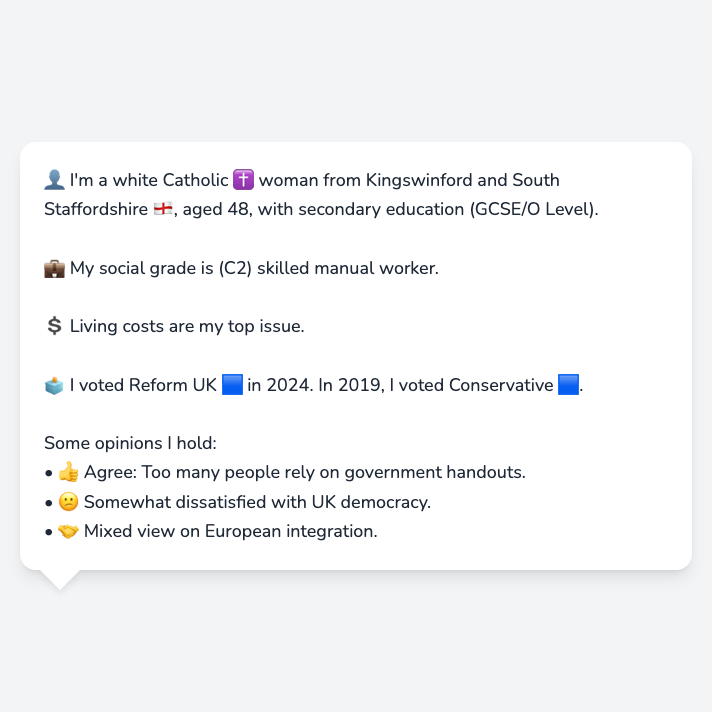 👤 I'm a white Catholic ✝️ woman from Kingswinford and South
Staffordshire 🏴󠁧󠁢󠁥󠁮󠁧󠁿, aged 48, with secondary education (GCSE/O Level).
💼 My social grade is (C2) skilled manual worker.
💲 Living costs are my top issue.
🗳️ I voted Reform UK 🟦 in 2024. In 2019, I voted Conservative 🟦.
Some opinions I hold:
• 👍 Agree: Too many people rely on government handouts.
• 🙁 Somewhat dissatisfied with UK democracy.
• 🤝 Mixed view on European integration.